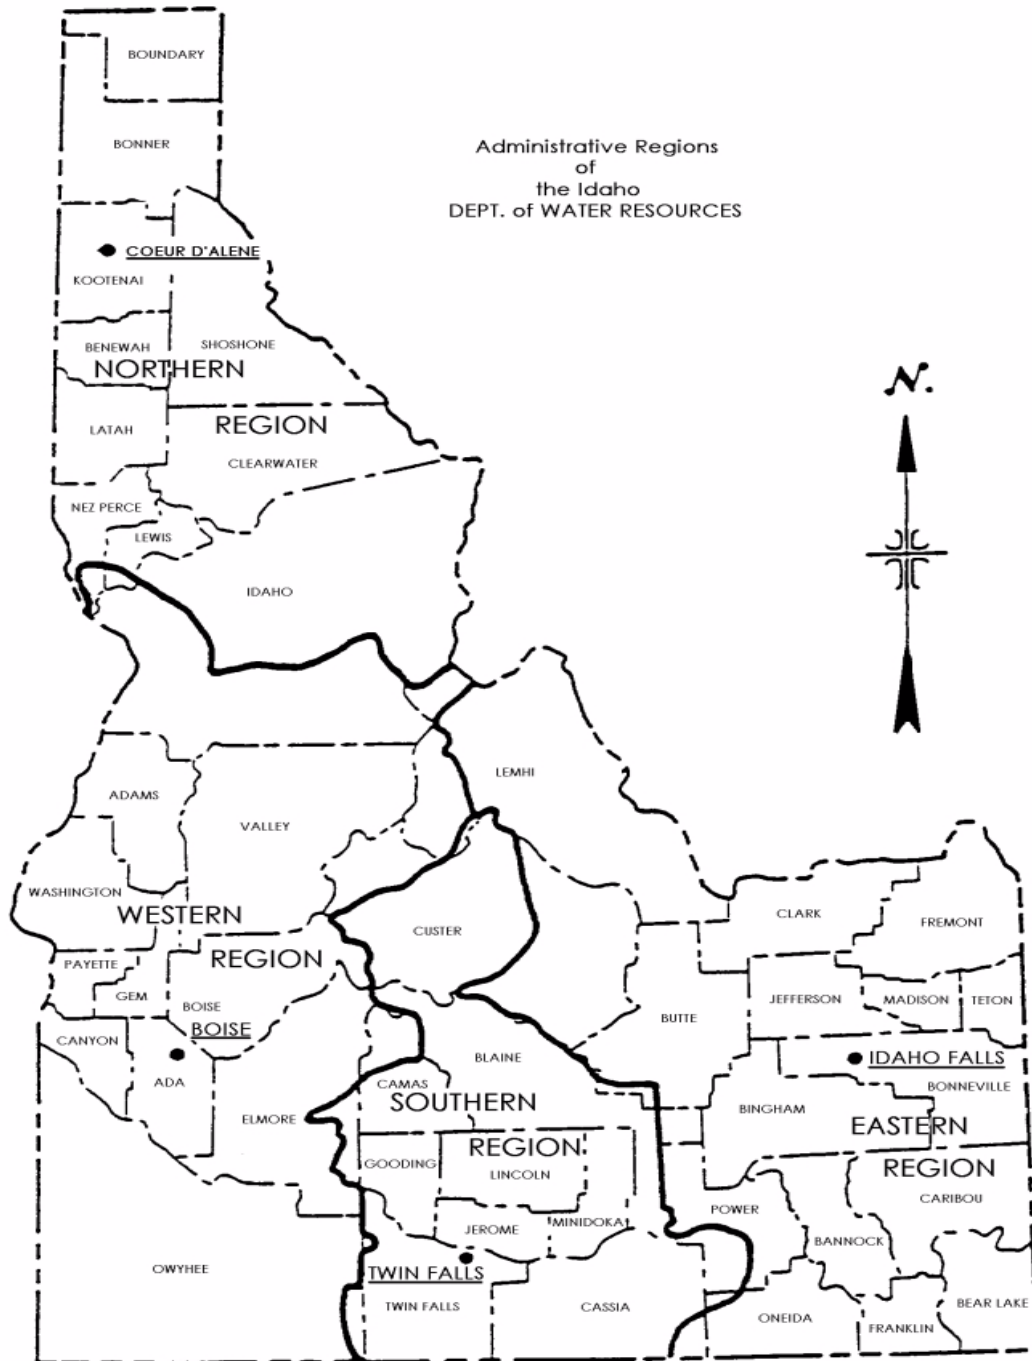 BOUNDARY
BONNER
Administrative Regions
of
the Idaho
DEPT. of WATER RESOURCES
COEUR D'ALENE
KOOTENAI
BENEWAH
SHOSHONE
NORTHERN
N.
LATAH
REGION
CLEARWATER
NEZ PERCE
LEWIS
IDAHO
LEMHI
ADAMS
VALLEY
WASHINGTON
WESTERN
CLARK
FREMONT
CUSTER
REGION
PAYETTE
GEM
BOISE
JEFFERSON
MADISON
TETON
BUTTE
BOISE
CANYON
BLAINE
IDAHO FALLS
ADA
CAMAS
BONNEVILLE
SOUTHERN
BINGHAM
ELMORE
EASTERN
REGION
GOODING
LINCOLN
REGION
CARIBOU
POWER
MINIDOKA
JEROME
BANNOCK
OWYHEE
TWIN FALLS
TWIN FALLS
CASSIA
BEAR LAKE
ONEIDA
FRANKLIN